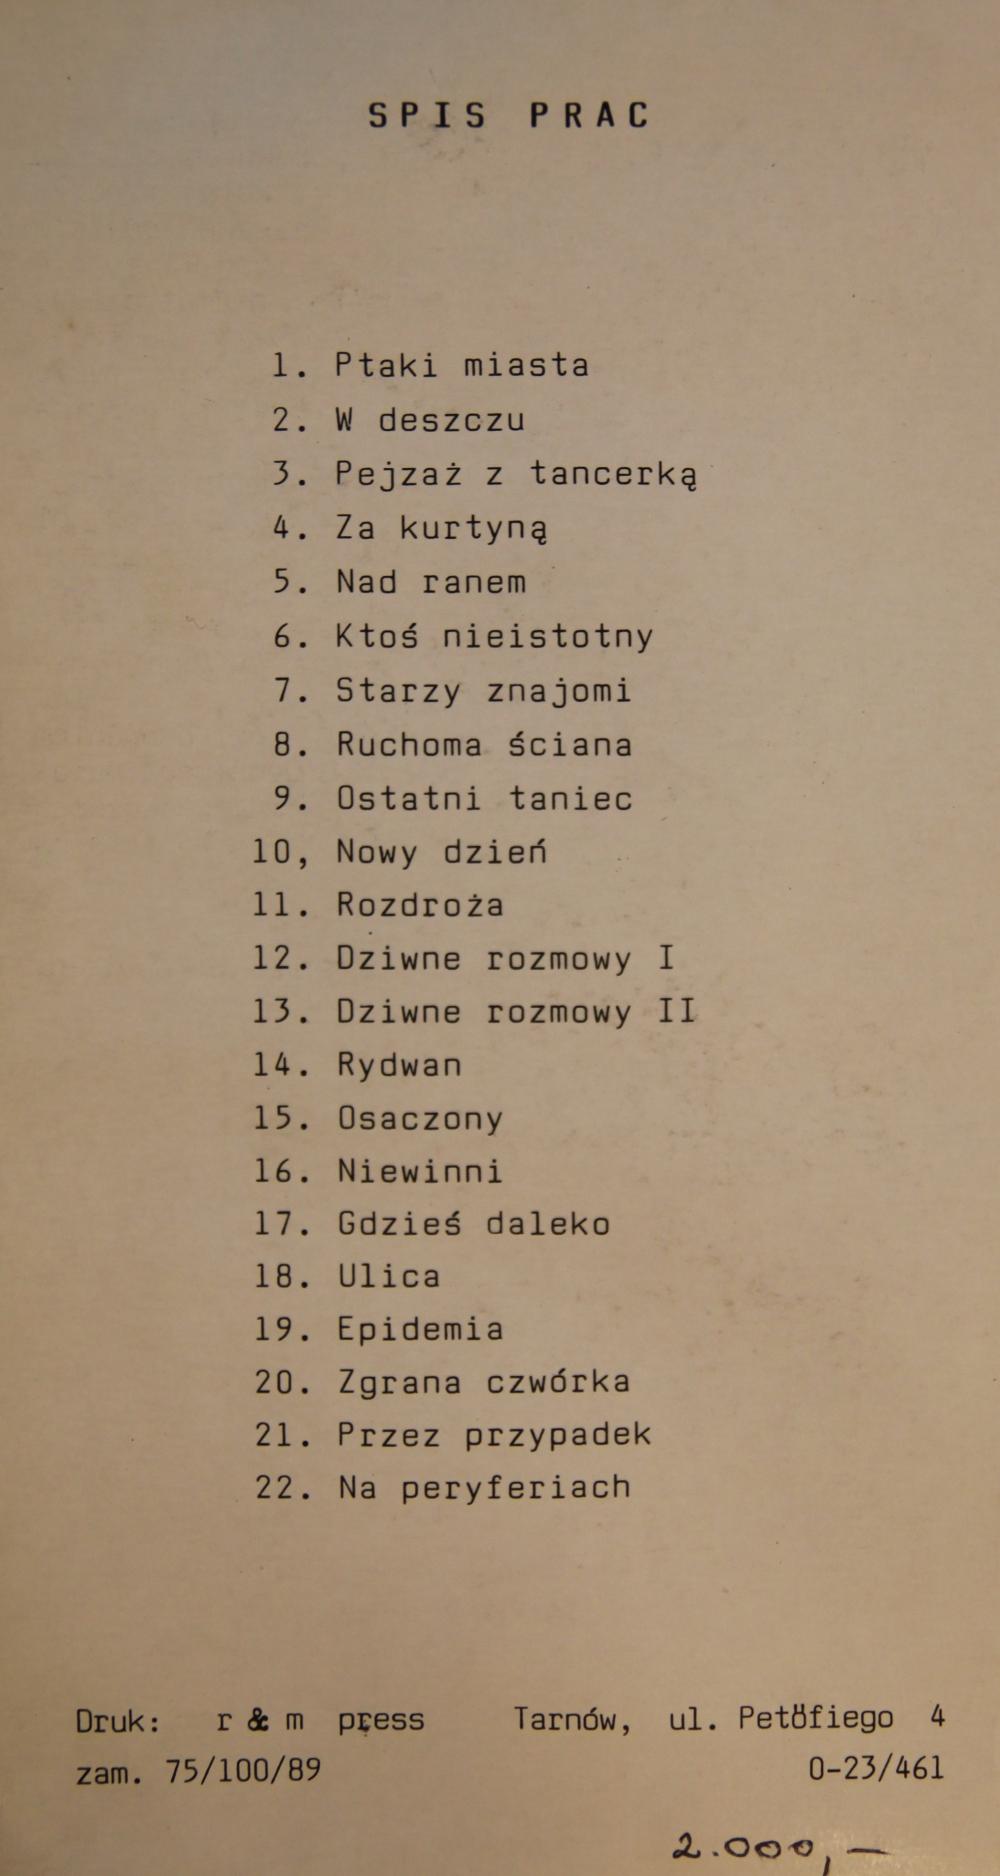 SPIS PRAC
1. Ptaki miasta
2. W deszczu
3. Pejzaż z tancerką
4. Za kurtyną
5. Nad ranem
6. Ktoś nieistotny
7. Starzy znajomi
8. Ruchoma ściana
9. Ostatni taniec
10, Nowy dzień
11. Rozdroża
12. Dziwne rozmowy I
13. Dziwne rozmowy II
14. Rydwan
15. Osaczony
16. Niewinni
17. Gdzieś daleko
18. Ulica
19. Epidemia
20. Zgrana czwórka
21. Przez przypadek
22. Na peryferiach
Druk: r & m press Tarnów, ul. Petöfiego 4
zam. 75/100/89 O-23/461
2.000,—